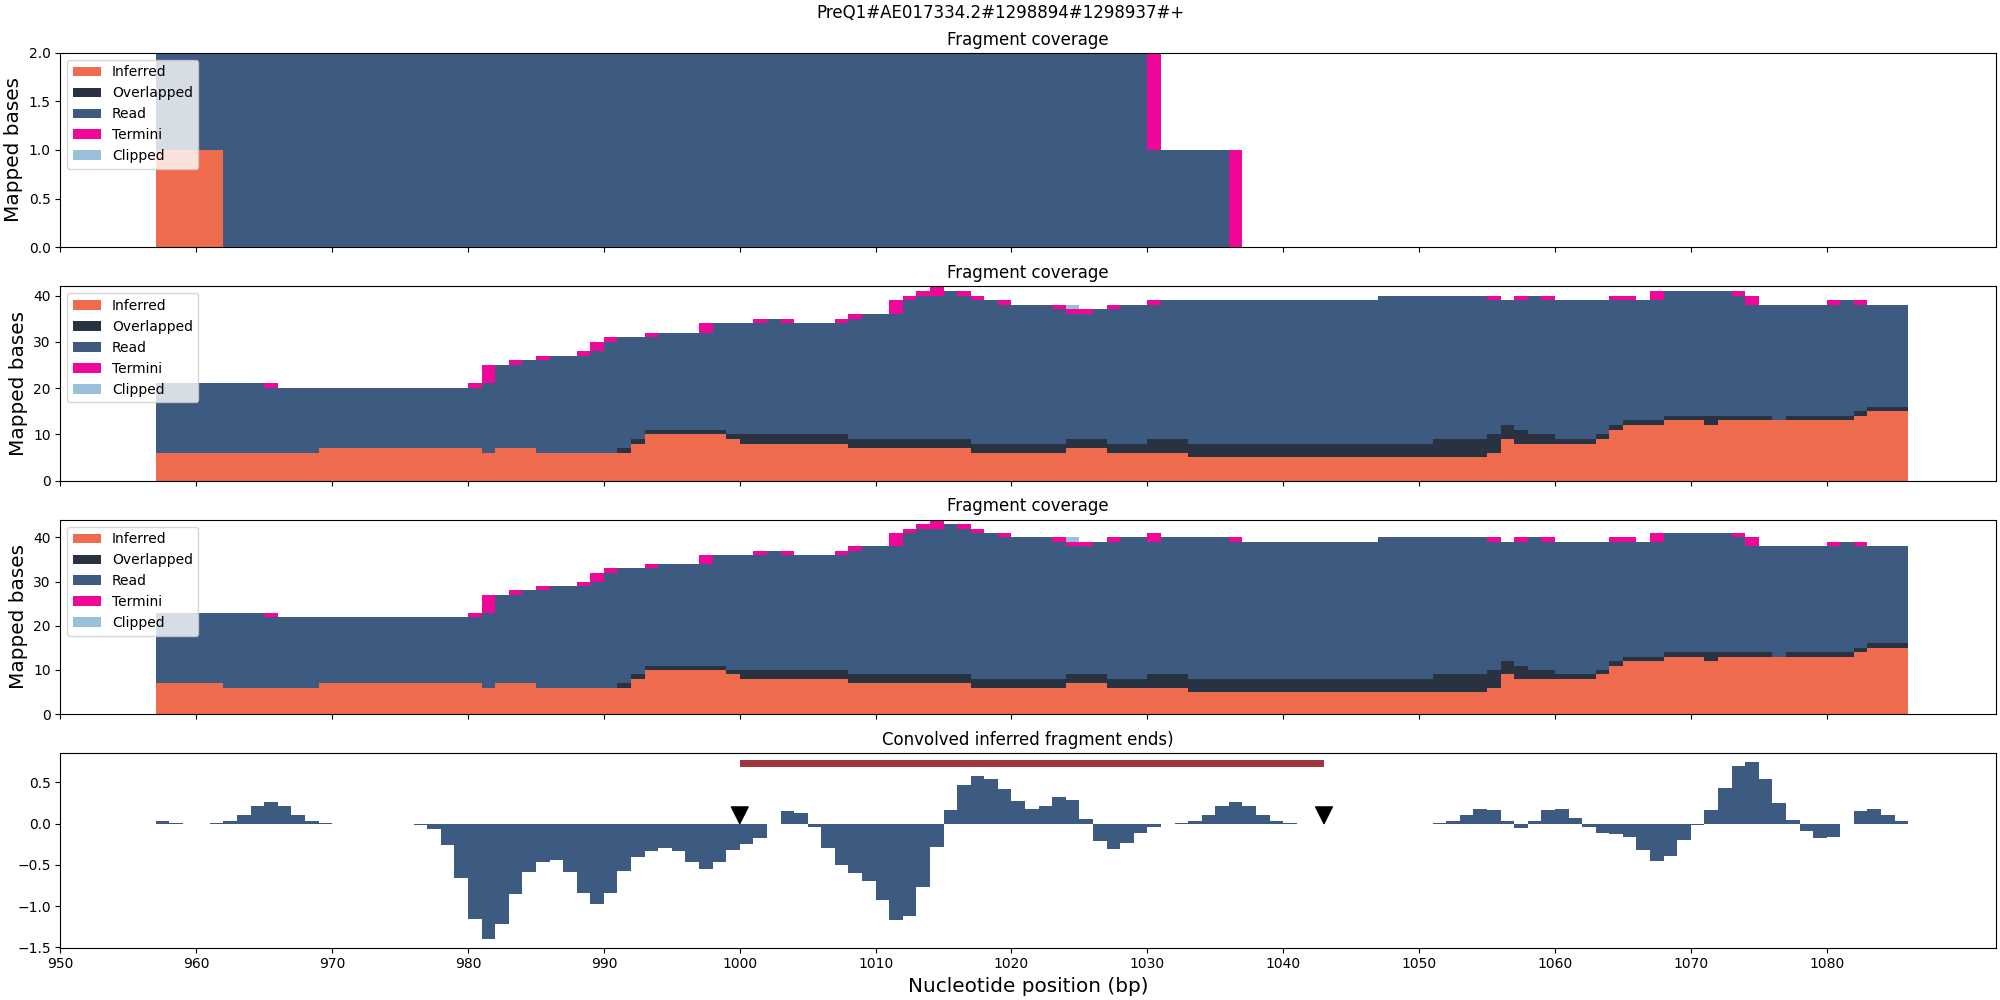 PreQ1#AE017334.2#1298894#1298937#+
Fragment coverage
Mapped bases
2.0
1.5
1.0
0.5
0.0
Inferred
Overlapped
Read
Termini
Clipped
Fragment coverage
Mapped bases
40
30
20
10
0
Inferred
Overlapped
Read
Termini
Clipped
Fragment coverage
Mapped bases
40
30
20
10
0
Inferred
Overlapped
Read
Termini
Clipped
Convolved inferred fragment ends)
0.5
0.0
−0.5
−1.0
−1.5
950 960 970 980 990 1000 1010 1020 1030 1040 1050 1060 1070 1080
Nucleotide position (bp)